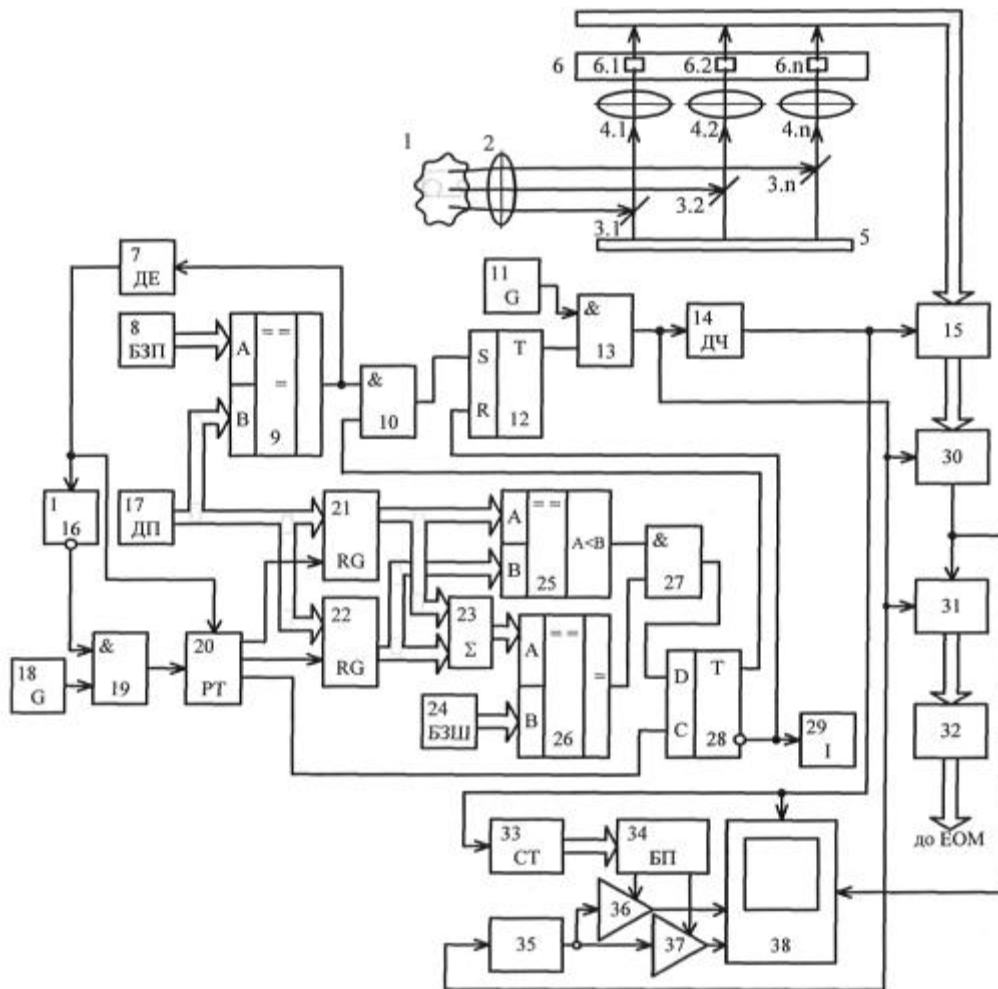 6 6.1 6.2 6.n
4.1 4.2 4.n
1 2
3.1 3.2 3.n
5
7
ДЕ
8
БЗП
A = =
=
B
9
&
10
11
G
S T
R
12
&
13
14
ДЧ
15
1
16
17
ДП
21
RG
22
RG
A = =
A<B
B
25
&
27
30
18
G
&
19
20
РТ
23
Σ
24
БЗШ
A = =
=
B
26
D T
C
28
29
I
31
32
до ЕОМ
33
СТ
34
БП
35
36
37
38